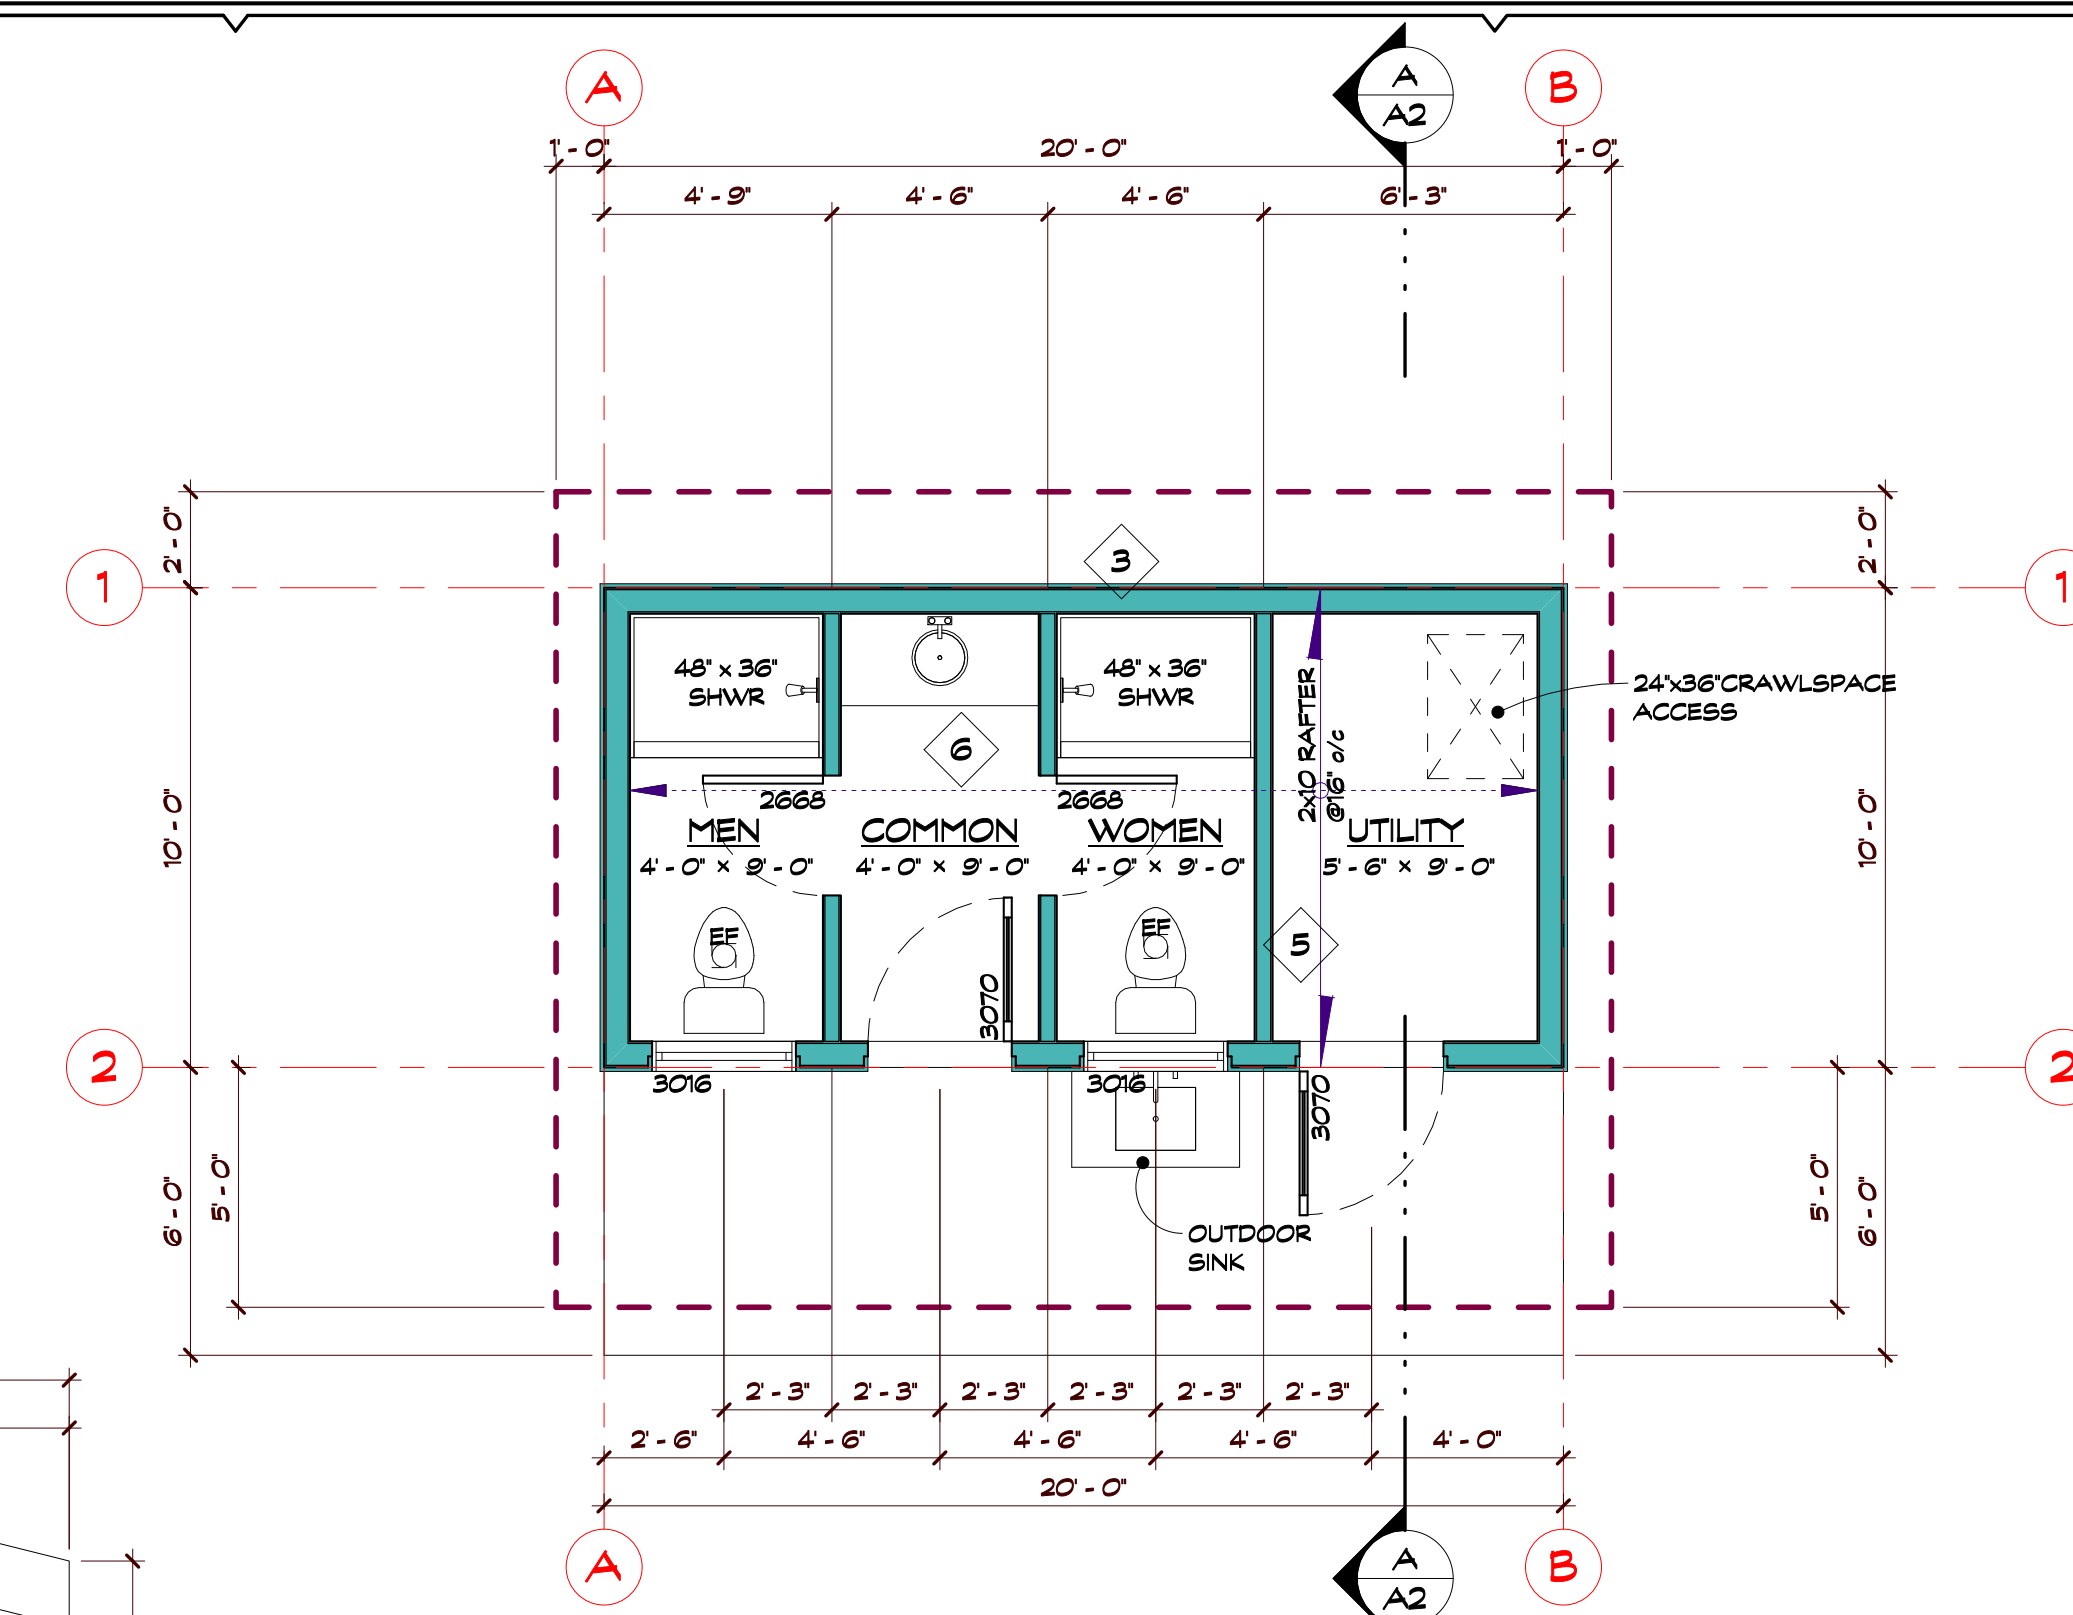 A
A
A2
B
1' - 0"
20' - 0"
1' - 0"
4' - 9"
4' - 6"
4' - 6"
6' - 3"
2' - 0"
2' - 0"
3
1
1
48" x 36"
SHWR
48" x 36"
SHWR
2x10 RAFTER
@16" o/c
24"x36"CRAWLSPACE
ACCESS
6
2668
2668
10' - 0"
10' - 0"
MEN
4' - 0" x 9' - 0"
COMMON
4' - 0" x 9' - 0"
WOMEN
4' - 0" x 9' - 0"
UTILITY
5' - 6" x 9' - 0"
EF
EF
5
3070
2
2
3016
3016
3070
6' - 0"
5' - 0"
5' - 0"
6' - 0"
OUTDOOR
SINK
2' - 3"
2' - 3"
2' - 3"
2' - 3"
2' - 3"
2' - 3"
2' - 6"
4' - 6"
4' - 6"
4' - 6"
4' - 0"
20' - 0"
A
A
A2
B